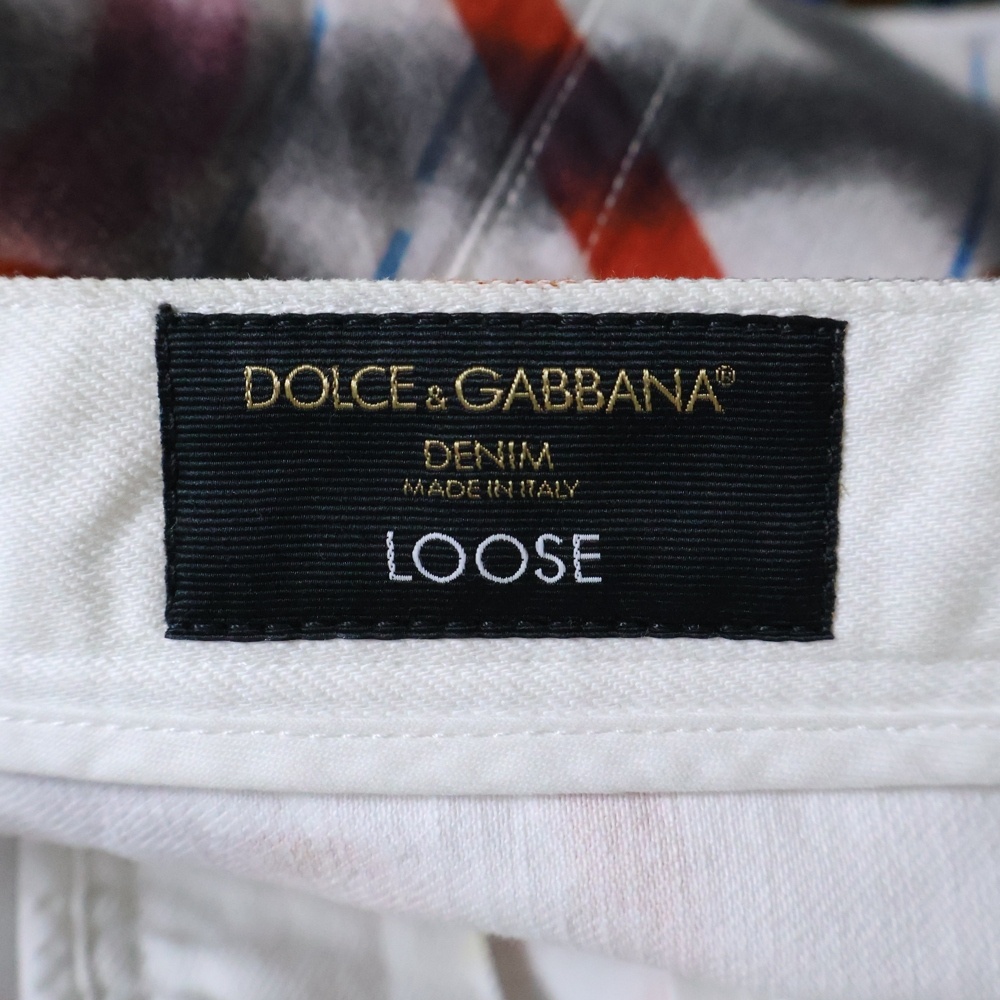 DOLCE & GABBANA®
DENIM
MADE IN ITALY
LOOSE